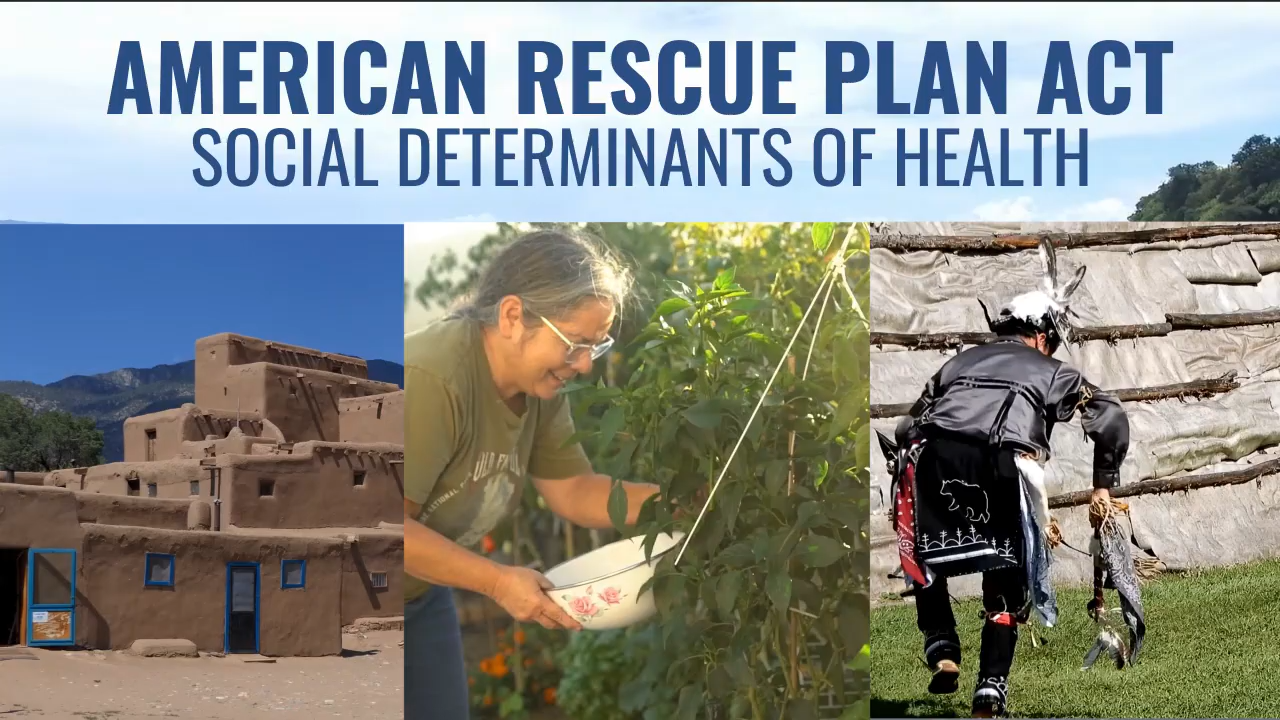 AMERICAN RESCUE PLAN ACT
SOCIAL DETERMINANTS OF HEALTH